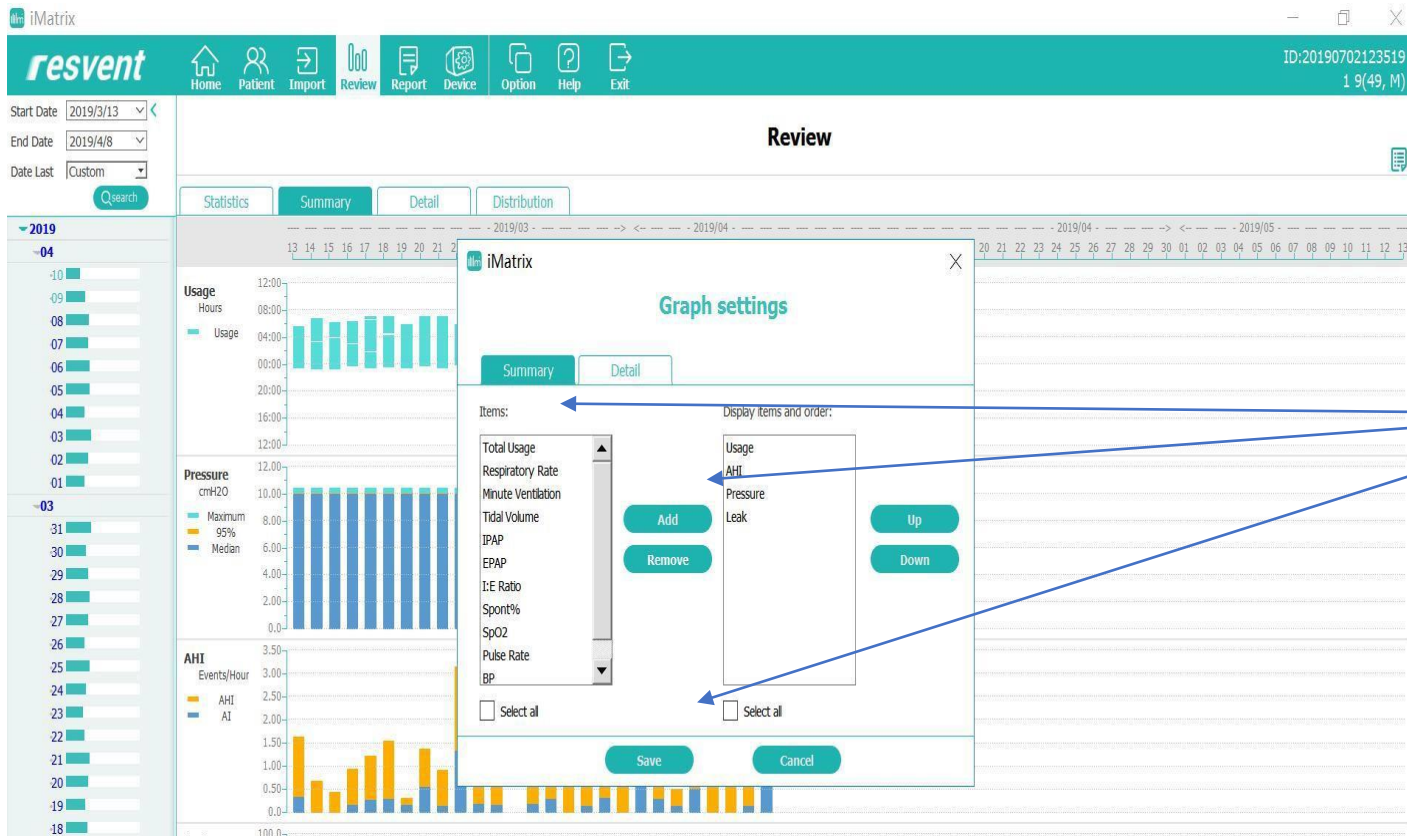 iMatrix
resvent
Home Patient Import Review Report Device Option Help Exit
ID:20190702123519
1 9(49, M)
Start Date 2019/3/13
End Date 2019/4/8
Date Last Custom
search
Review
Statistics Summary Detail Distribution
2019
04
10
09
08
07
06
05
04
03
02
01
03
31
30
29
28
27
26
25
24
23
22
21
20
19
18
2019/03 2019/04 2019/04 2019/05
13 14 15 16 17 18 19 20 21 2
20 21 22 23 24 25 26 27 28 29 30 01 02 03 04 05 06 07 08 09 10 11 12 13
Usage
Hours
Usage
12:00
08:00
04:00
00:00
20:00
16:00
12:00
Pressure
cmH2O
Maximum
95%
Median
12.00
10.00
8.00
6.00
4.00
2.00
0.0
AHI
Events/Hour
AHI
AI
3.50
3.00
2.50
2.00
1.50
1.00
0.50
0.0
100.0
iMatrix
Graph settings
Summary Detail
Items:
Total Usage
Respiratory Rate
Minute Ventilation
Tidal Volume
IPAP
EPAP
I:E Ratio
Spont%
SpO2
Pulse Rate
BP
Select all
Add
Remove
Display items and order:
Usage
AHI
Pressure
Leak
Select all
Up
Down
Save Cancel